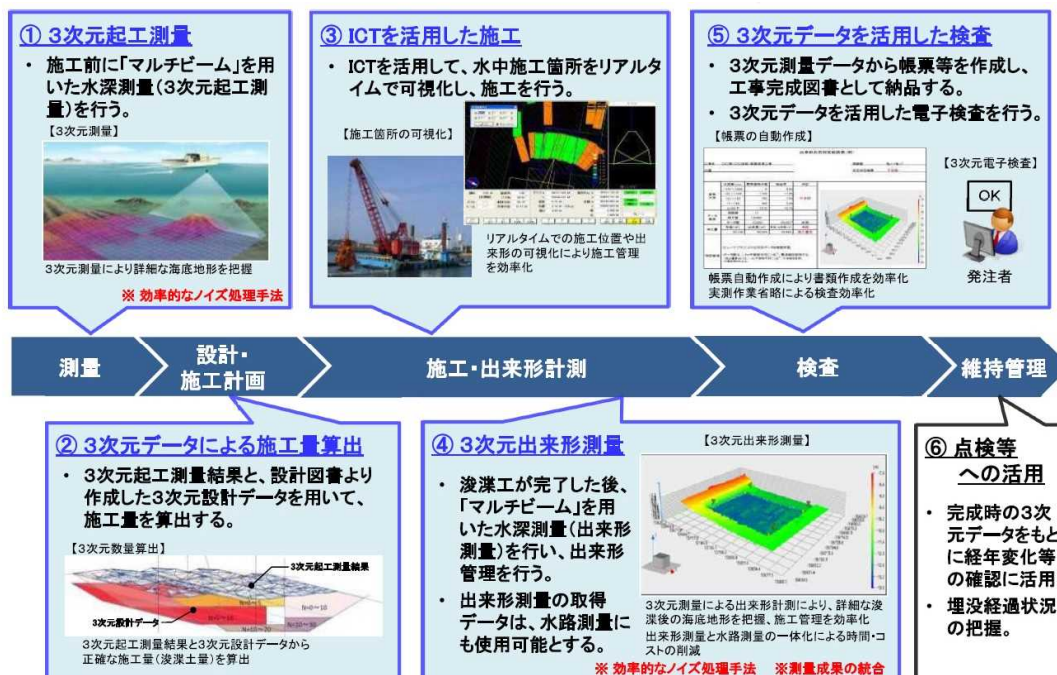 ① 3次元起工測量
・ 施工前に「マルチビーム」を用
いた水深測量(3次元起工測
量)を行う。
【3次元測量】
3次元測量により詳細な海底地形を把握
※ 効率的なノイズ処理手法
③ ICTを活用した施工
・ ICTを活用して、水中施工箇所をリアルタ
イムで可視化し、施工を行う。
【施工箇所の可視化】
リアルタイムでの施工位置や出
来形の可視化により施工管理
を効率化
⑤ 3次元データを活用した検査
・ 3次元測量データから帳票等を作成し、
工事完成図書として納品する。
・ 3次元データを活用した電子検査を行う。
【帳票の自動作成】
【3次元電子検査】
OK
発注者
帳票自動作成により書類作成を効率化
実測作業省略による検査効率化
測量
設計・
施工計画
施工・出来形計測
検査
維持管理
② 3次元データによる施工量算出
・ 3次元起工測量結果と、設計図書より
作成した3次元設計データを用いて、
施工量を算出する。
【3次元数量算出】
3次元起工測量結果
3次元設計データ
3次元起工測量結果と3次元設計データから
正確な施工量(浚渫土量)を算出
④ 3次元出来形測量
・ 浚渫工が完了した後、
「マルチビーム」を用
いた水深測量(出来形
測量)を行い、出来形
管理を行う。
・ 出来形測量の取得
データは、水路測量に
も使用可能とする。
【3次元出来形測量】
3次元測量による出来形計測により、詳細な浚
渫後の海底地形を把握、施工管理を効率化
出来形測量と水路測量の一体化による時間・コ
ストの削減
※ 効率的なノイズ処理手法 ※測量成果の統合
⑥ 点検等
への活用
・ 完成時の3次
元データをもと
に経年変化等
の確認に活用
・ 埋没経過状況
の把握。